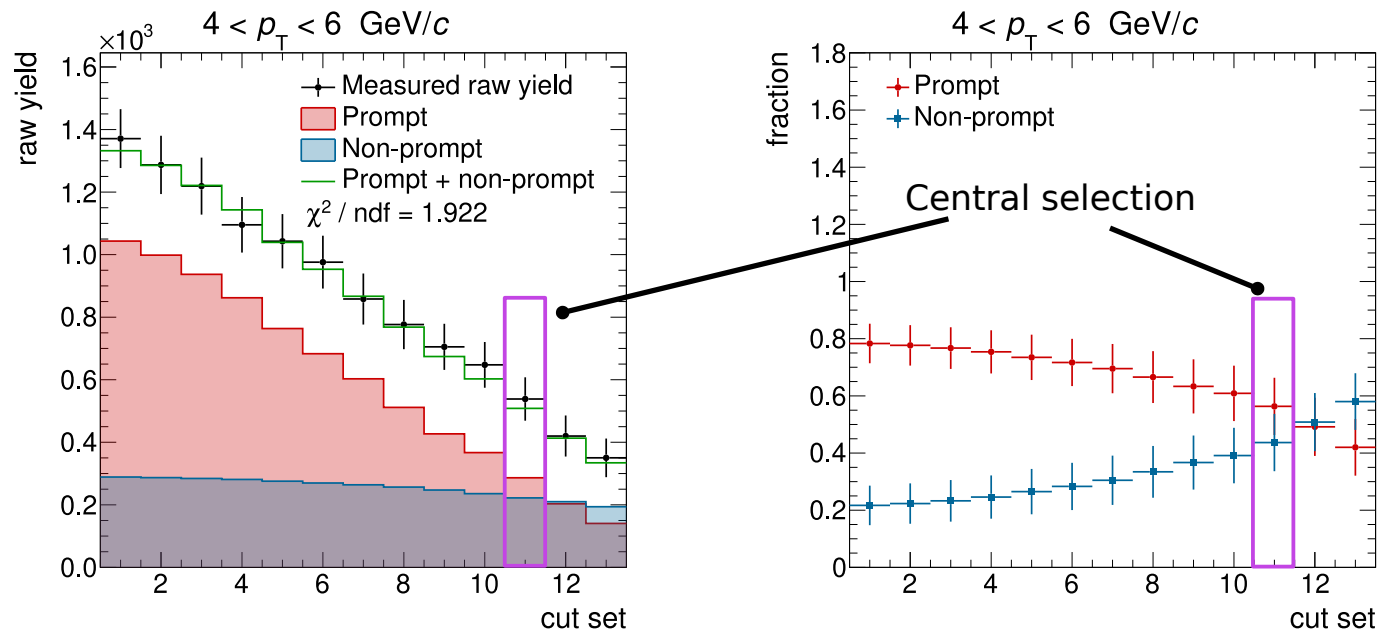 4 < p_T < 6 GeV/c
×10³
raw yield
1.6
1.4
1.2
1.0
0.8
0.6
0.4
0.2
0.0
Measured raw yield
Prompt
Non-prompt
Prompt + non-prompt
χ² / ndf = 1.922
2 4 6 8 10 12
cut set
Central selection
4 < p_T < 6 GeV/c
fraction
1.8
1.6
1.4
1.2
1
0.8
0.6
0.4
0.2
0
Prompt
Non-prompt
2 4 6 8 10 12
cut set